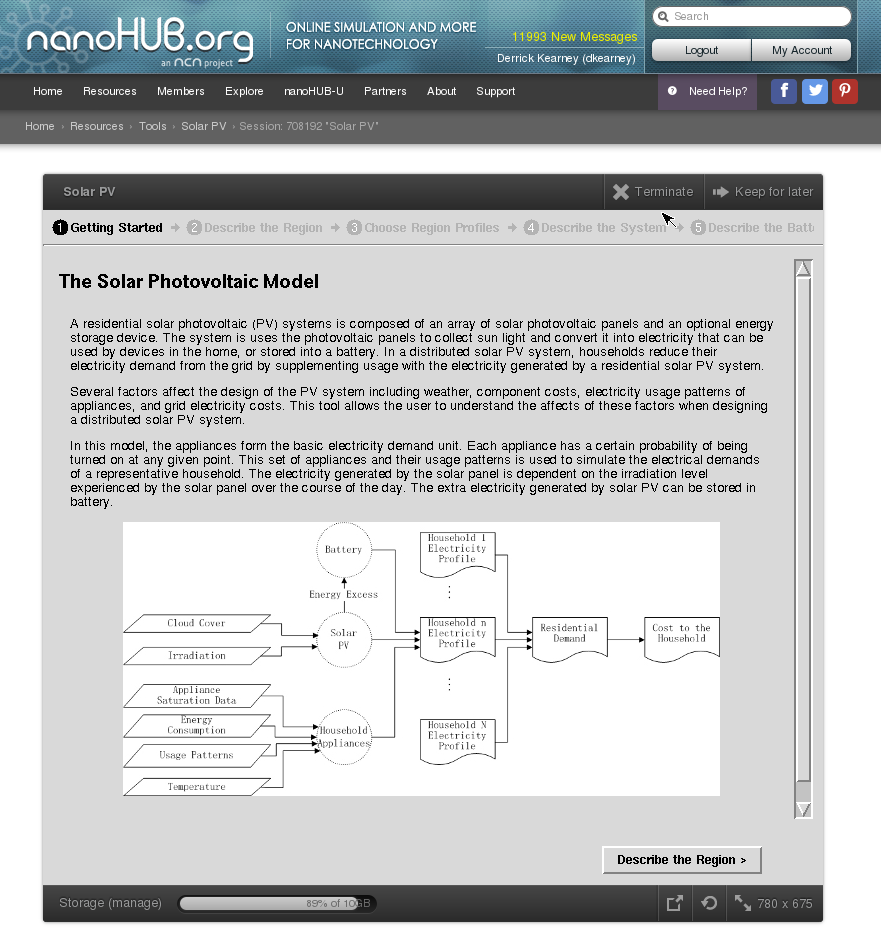 nanoHUB.org
an ncn project
ONLINE SIMULATION AND MORE
FOR NANOTECHNOLOGY
11993 New Messages
Derrick Kearney (dkearney)
Search
Logout
My Account
Home
Resources
Members
Explore
nanoHUB-U
Partners
About
Support
Need Help?
Home › Resources › Tools › Solar PV › Session: 708192 "Solar PV"
Solar PV
Terminate
Keep for later
1 Getting Started
2 Describe the Region
3 Choose Region Profiles
4 Describe the System
5 Describe the Batt
The Solar Photovoltaic Model
A residential solar photovoltaic (PV) systems is composed of an array of solar photovoltaic panels and an optional energy
storage device. The system is uses the photovoltaic panels to collect sun light and convert it into electricity that can be
used by devices in the home, or stored into a battery. In a distributed solar PV system, households reduce their
electricity demand from the grid by supplementing usage with the electricity generated by a residential solar PV system.
Several factors affect the design of the PV system including weather, component costs, electricity usage patterns of
appliances, and grid electricity costs. This tool allows the user to understand the affects of these factors when designing
a distributed solar PV system.
In this model, the appliances form the basic electricity demand unit. Each appliance has a certain probability of being
turned on at any given point. This set of appliances and their usage patterns is used to simulate the electrical demands
of a representative household. The electricity generated by the solar panel is dependent on the irradiation level
experienced by the solar panel over the course of the day. The extra electricity generated by solar PV can be stored in
battery.
Battery
Energy Excess
Solar
PV
Cloud Cover
Irradiation
Appliance
Saturation Data
Energy
Consumption
Usage Patterns
Temperature
Household
Appliances
Household 1
Electricity
Profile
Household n
Electricity
Profile
Household N
Electricity
Profile
Residential
Demand
Cost to the
Household
Describe the Region >
Storage (manage)
89% of 10GB
780 x 675